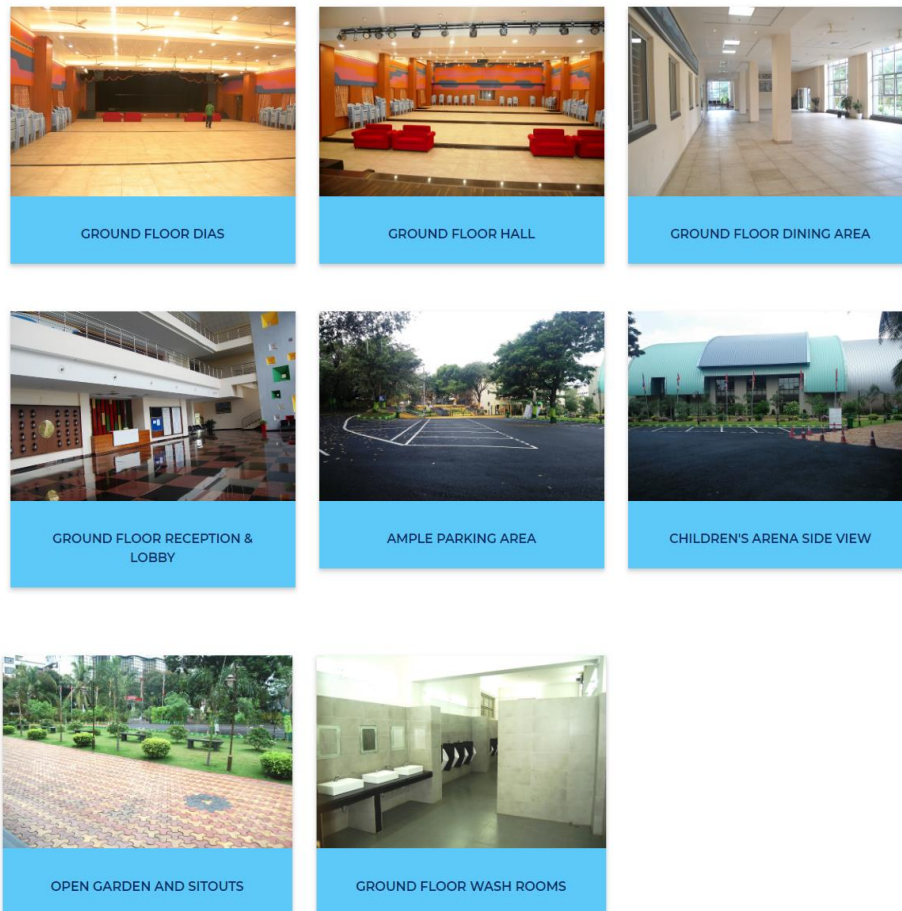 GROUND FLOOR DIAS
GROUND FLOOR HALL
GROUND FLOOR DINING AREA
GROUND FLOOR RECEPTION &
LOBBY
AMPLE PARKING AREA
CHILDREN'S ARENA SIDE VIEW
OPEN GARDEN AND SITOUTS
GROUND FLOOR WASH ROOMS